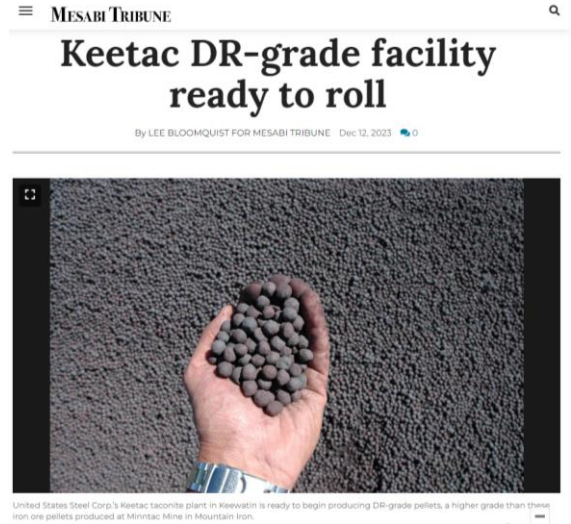 MESABI TRIBUNE
Keetac DR-grade facility
ready to roll
By LEE BLOOMQUIST FOR MESABI TRIBUNE Dec 12, 2023 0
United States Steel Corp.'s Keetac taconite plant in Keewatin is ready to begin producing DR-grade pellets, a higher grade than these
iron ore pellets produced at Minntac Mine in Mountain Iron.